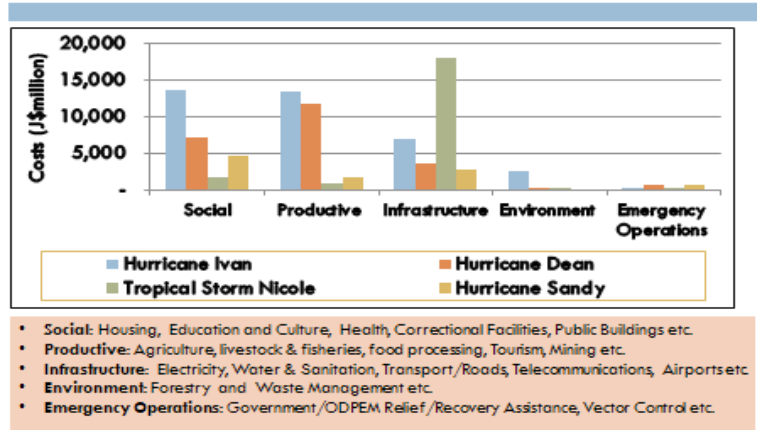 20,000
15,000
10,000
5,000
-
Costs (J$million)
Social Productive Infrastructure Environment Emergency
Operations
Hurricane Ivan Hurricane Dean
Tropical Storm Nicole Hurricane Sandy
• Social: Housing, Education and Culture, Health, Correctional Facilities, Public Buildings etc.
• Productive: Agriculture, livestock & fisheries, food processing, Tourism, Mining etc.
• Infrastructure: Electricity, Water & Sanitation, Transport/Roads, Telecommunications, Airports etc
• Environment: Forestry and Waste Management etc.
• Emergency Operations: Government/ODPEM Relief/Recovery Assistance, Vector Control etc.